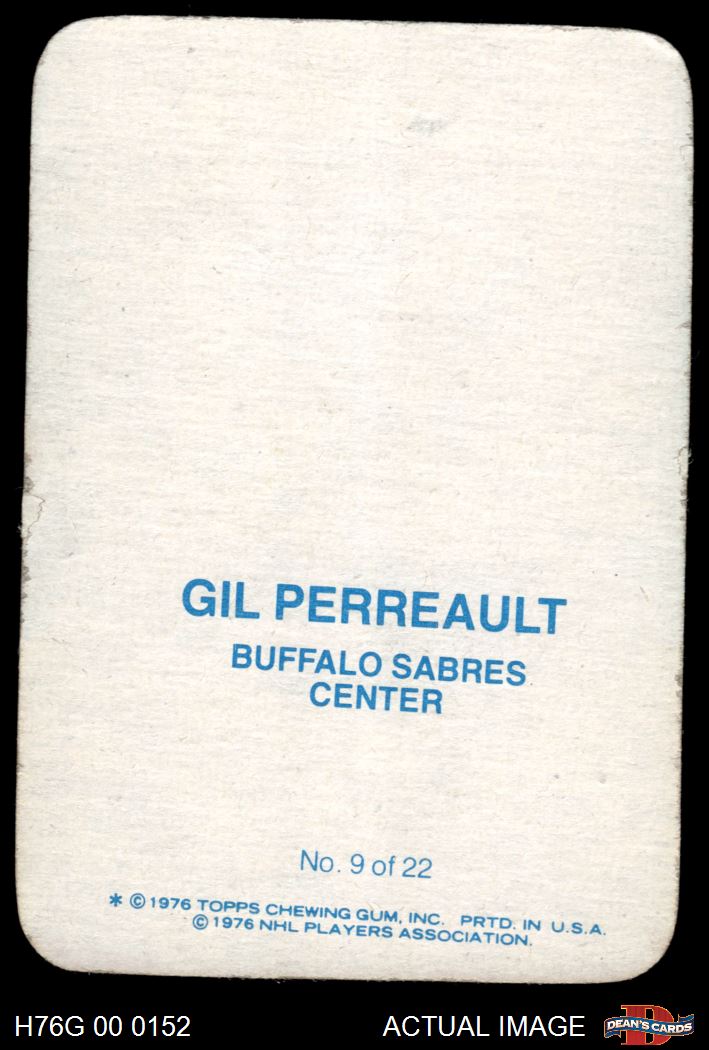 GIL PERREAULT
BUFFALO SABRES
CENTER
No. 9 of 22
* © 1976 TOPPS CHEWING GUM, INC. PRTD. IN U.S.A.
© 1976 NHL PLAYERS ASSOCIATION.
H76G 00 0152 ACTUAL IMAGE DEAN'S CARDS